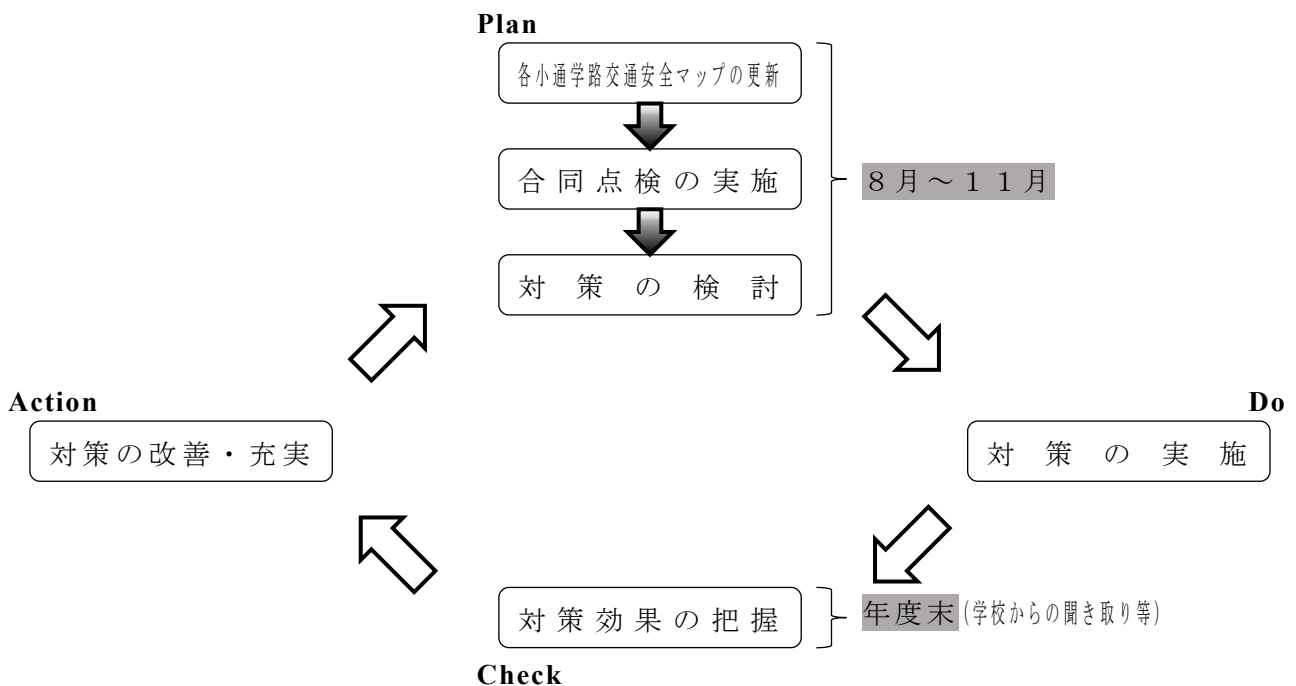 Plan
各小通学路交通安全マップの更新
合同点検の実施
8月～11月
対策の検討
Action
Do
対策の改善・充実
対策の実施
対策効果の把握
年度末(学校からの聞き取り等)
Check